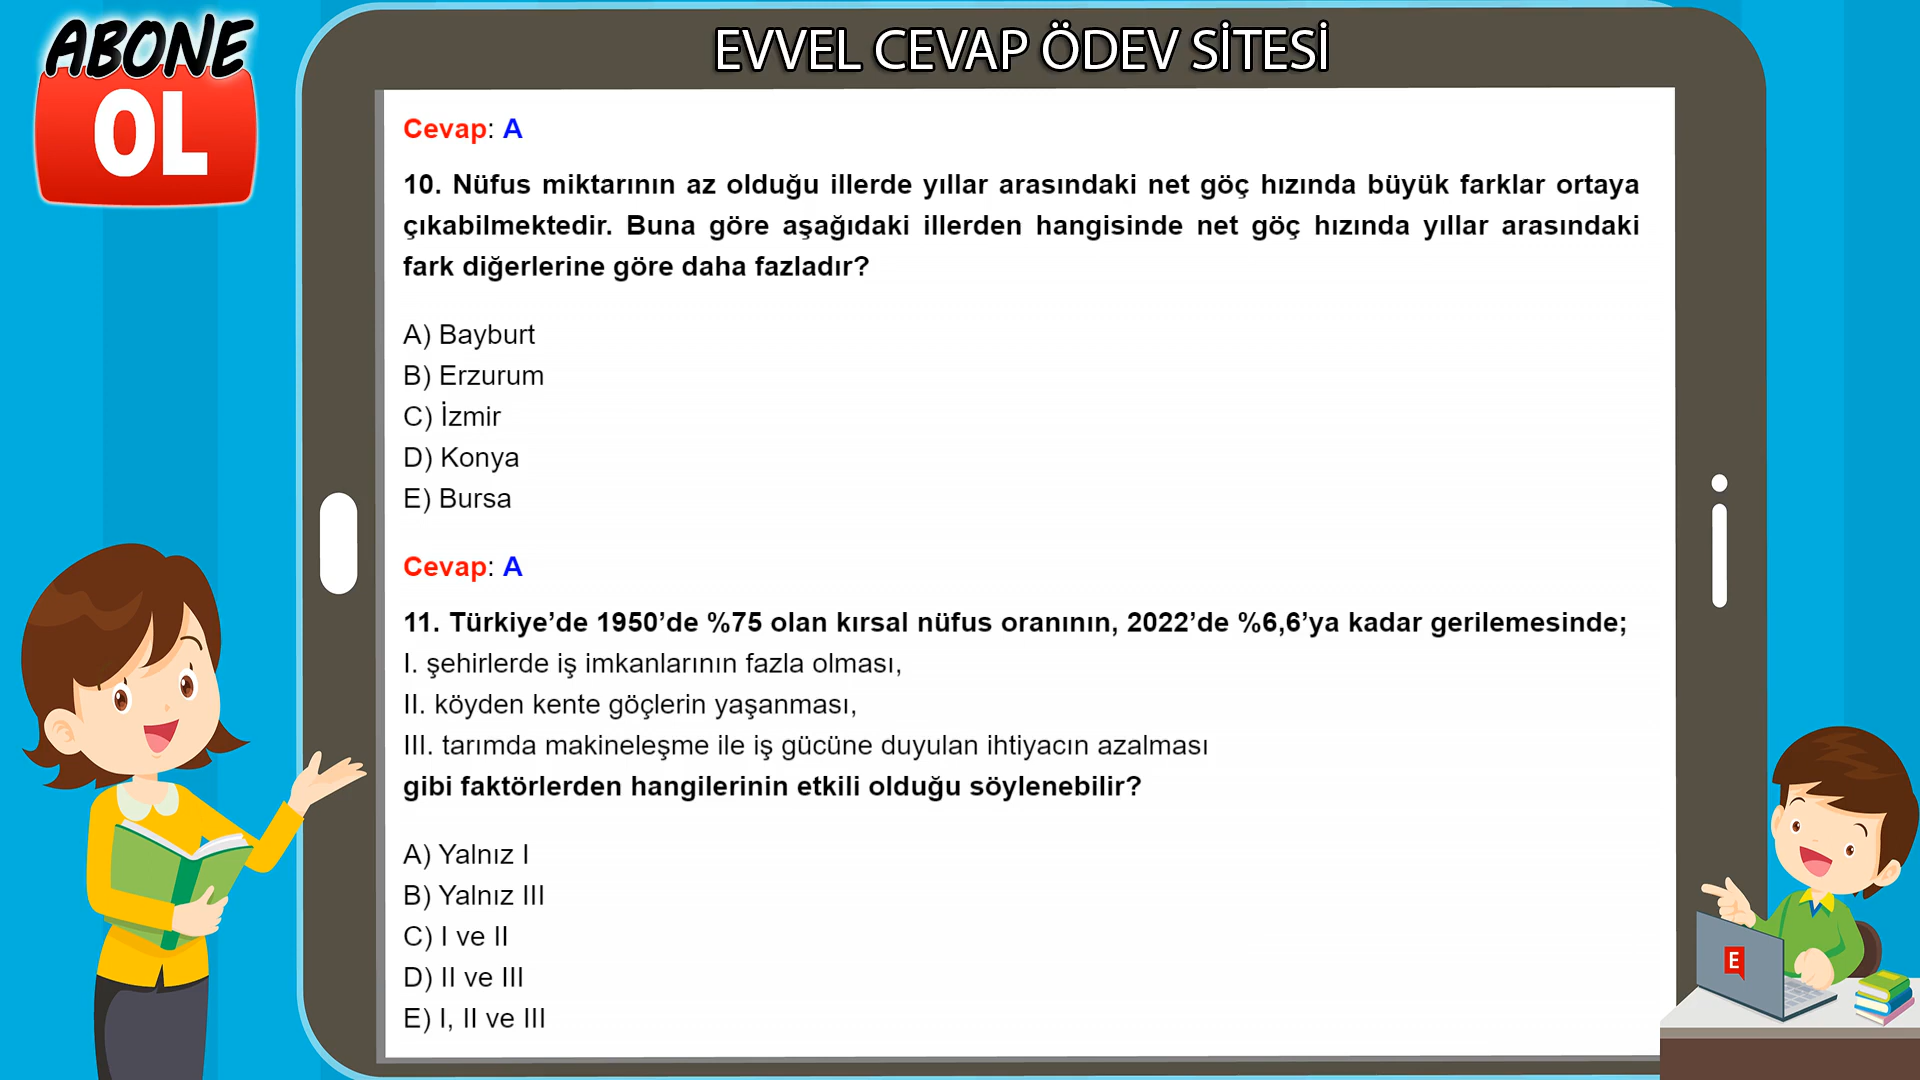 ABONE
OL
EVVEL CEVAP ÖDEV SİTESİ
Cevap: A
10. Nüfus miktarının az olduğu illerde yıllar arasındaki net göç hızında büyük farklar ortaya
çıkabilmektedir. Buna göre aşağıdaki illerden hangisinde net göç hızında yıllar arasındaki
fark diğerlerine göre daha fazladır?
A) Bayburt
B) Erzurum
C) İzmir
D) Konya
E) Bursa
Cevap: A
11. Türkiye’de 1950’de %75 olan kırsal nüfus oranının, 2022’de %6,6’ya kadar gerilemesinde;
I. şehirlerde iş imkanlarının fazla olması,
II. köyden kente göçlerin yaşanması,
III. tarımda makineleşme ile iş gücüne duyulan ihtiyacın azalması
gibi faktörlerden hangilerinin etkili olduğu söylenebilir?
A) Yalnız I
B) Yalnız III
C) I ve II
D) II ve III
E) I, II ve III
E